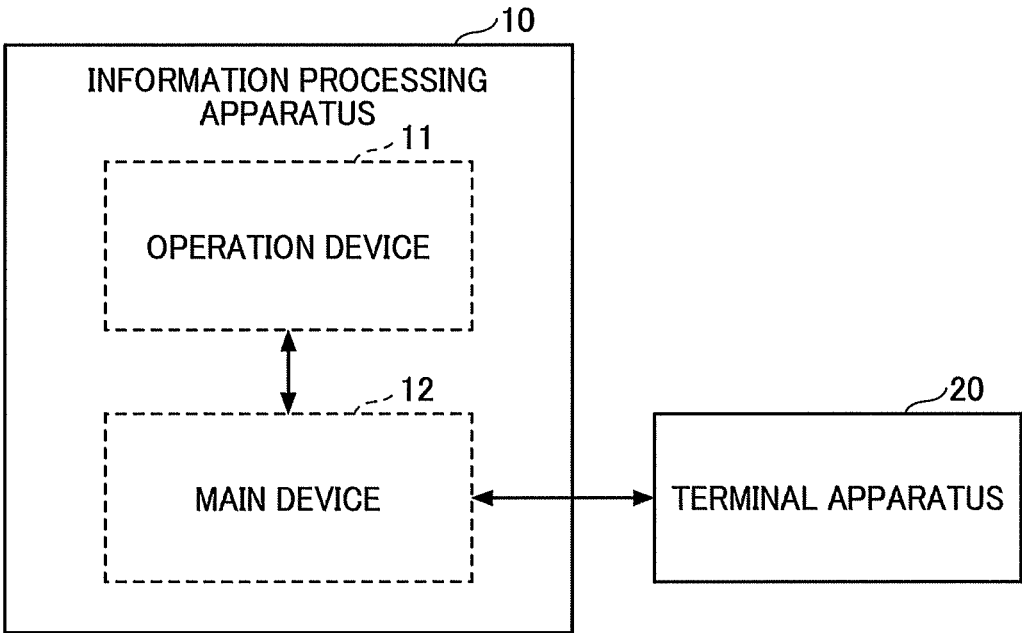 10
INFORMATION PROCESSING
APPARATUS
11
OPERATION DEVICE
12
MAIN DEVICE
20
TERMINAL APPARATUS